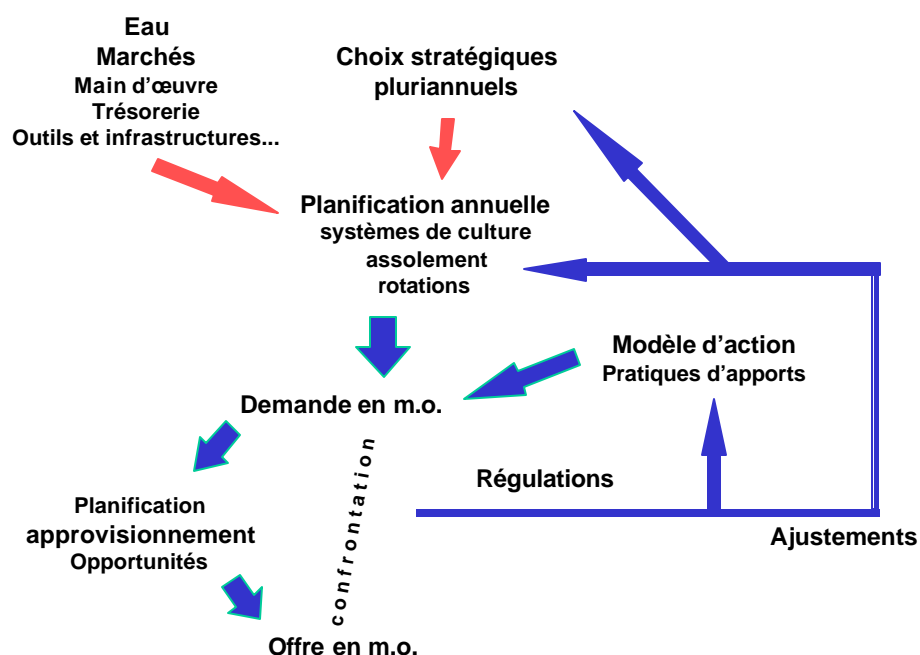 Eau
Marchés
Main d'œuvre
Trésorerie
Outils et infrastructures...
Choix stratégiques
pluriannuels
Planification annuelle
systèmes de culture
assolement
rotations
Modèle d'action
Pratiques d'apports
Demande en m.o.
confrontation
Régulations
Planification
approvisionnement
Opportunités
Ajustements
Offre en m.o.